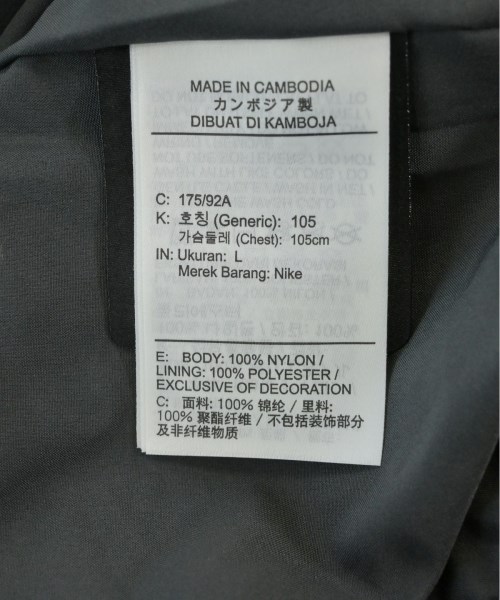 MADE IN CAMBODIA
カンボジア製
DIBUAT DI KAMBOJA
C: 175/92A
K: 호칭 (Generic): 105
가슴둘레 (Chest): 105cm
IN: Ukuran: L
Merek Barang: Nike
E: BODY: 100% NYLON /
LINING: 100% POLYESTER /
EXCLUSIVE OF DECORATION
C: 面料: 100% 锦纶 / 里料:
100% 聚酯纤维 / 不包括装饰部分
及非纤维物质